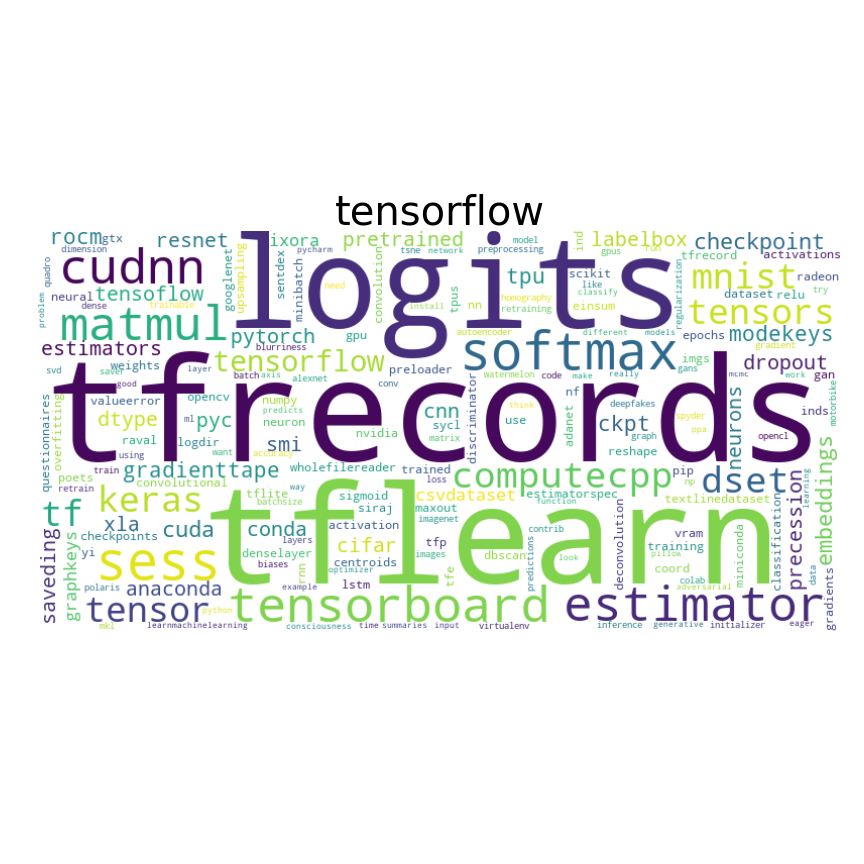 tensorflow
rocm
gtx
resnet
ixora
pretrained
model
ind
labelbox
checkpoint
dimension
quadro
cudnn
logits
pycharm
tsne
network
preprocessing
gpus
run
tfrecord
activations
upsampling
sentdex
minibatch
convolution
tpu
scikit
like
classify
mnist
radeon
neural
tensoflow
googlenet
need
tpus
nn
homography
retraining
einsum
regularization
dataset
relu
try
problem
dense
trainable
install
gradient
tensors
matmul
pytorch
gpu
autoencoder
different
models
epochs
modekeys
estimators
blurriness
softmax
imgs
weights
tensorflow
preloader
gans
dropout
svd
saver
layer
batch
axis
alexnet
conv
watermelon
code
make
really
mcmc
work
gan
good
valueerror
opencv
numpy
nf
deepfakes
spyder
motorbike
questionnaires
overfitting
dtype
ml
pyc
predicts
neuron
tfrecords
cnn
discriminator
think
use
adanet
ckpt
ppa
neurons
inds
raval
logdir
want
smi
nvidia
sycl
matrix
graph
reshape
opencl
using
accuracy
poets
train
gradienttape
wholefilereader
trained
computecpp
pip
dset
embeddings
retrain
convolutional
way
loss
np
precession
learning
keras
tflite
batchsize
sigmoid
siraj
csvdataset
maxout
estimatorspec
function
textlinedataset
tf
xla
cuda
conda
activation
imagenet
contrib
vram
classification
saveding
graphkeys
checkpoints
layers
cifar
tfp
tflearn
deconvolution
training
miniconda
yi
sess
denselayer
images
dbscan
look
pillow
biases
rnn
centroids
optimizer
tfe
predictions
coord
colab
adversarial
data
polaris
anaconda
example
lstm
gradients
tensor
python
tensorboard
estimator
mkl
learnmachinelearning
consciousness
time
summaries
input
virtualenv
inference
generative
initializer
eager